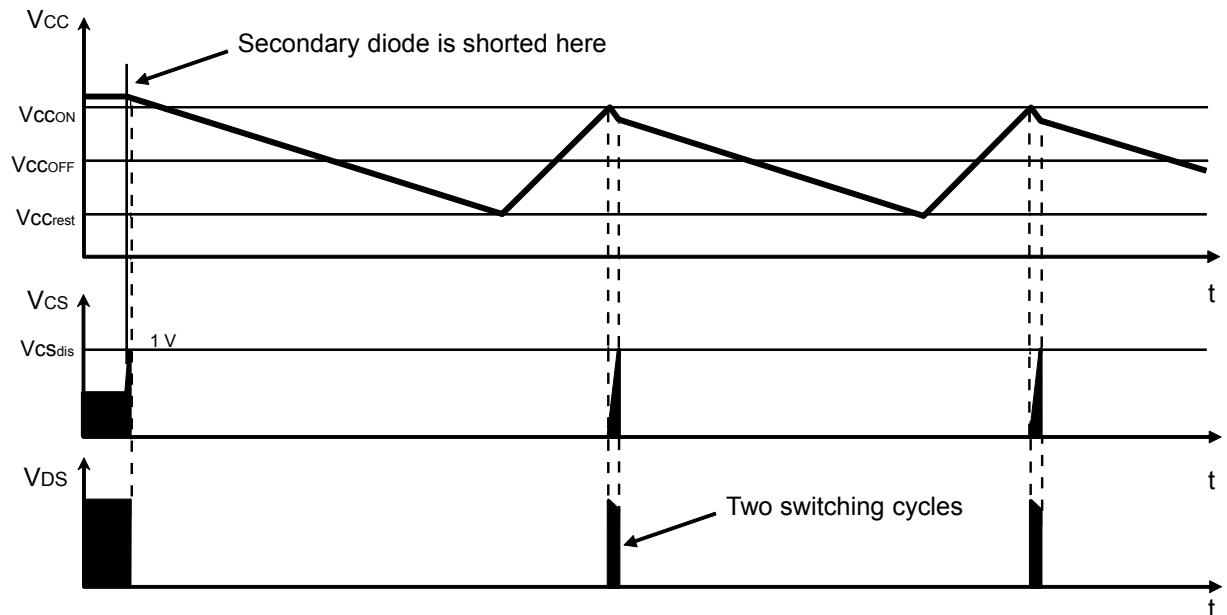 VCC
Secondary diode is shorted here
VCCON
VCCOFF
VCCrest
t
VCS
1 V
VCSdis
t
VDS
Two switching cycles
t